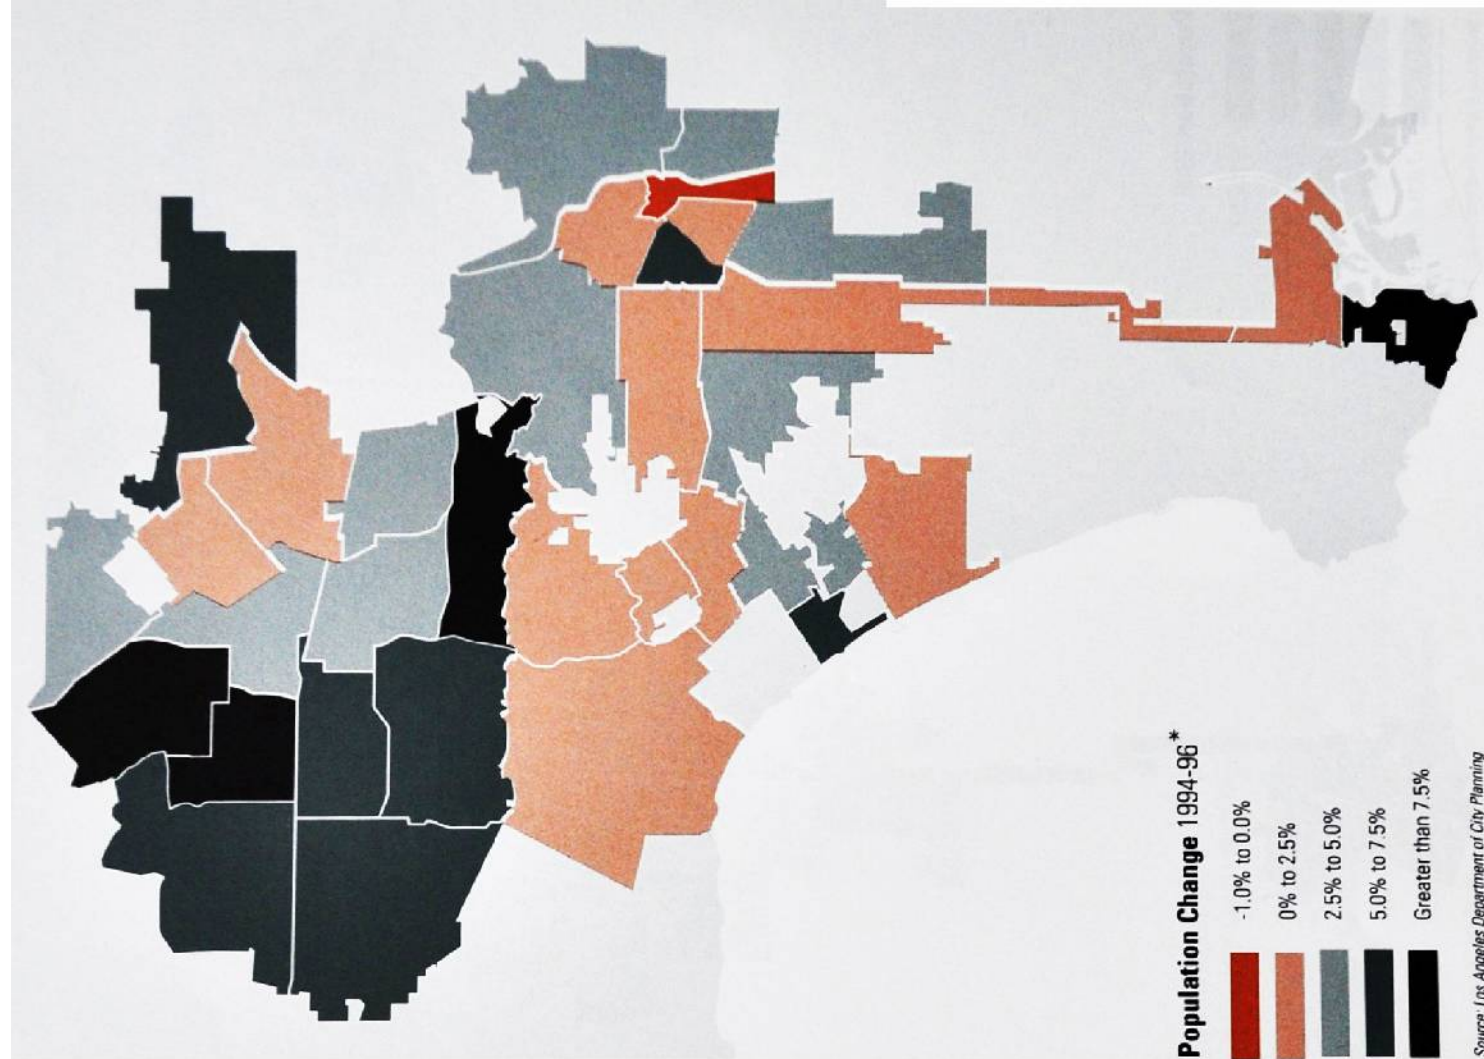 Population Change 1994-96*
-1.0% to 0.0%
0% to 2.5%
2.5% to 5.0%
5.0% to 7.5%
Greater than 7.5%
Source: Los Angeles Department of City Planning